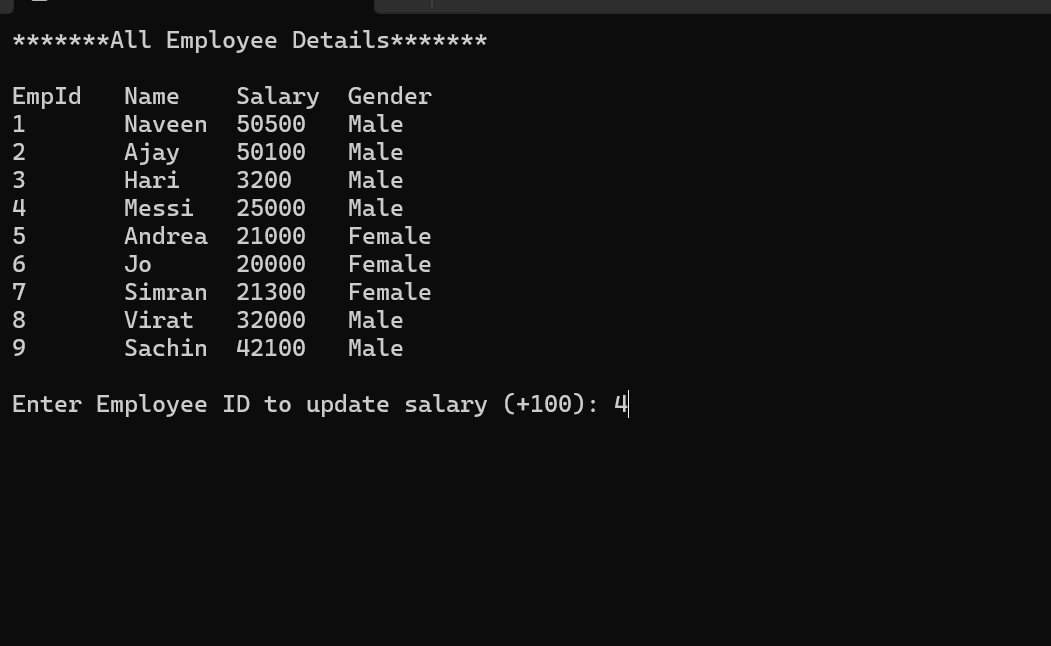 *******All Employee Details*******
EmpId Name Salary Gender
1 Naveen 50500 Male
2 Ajay 50100 Male
3 Hari 3200 Male
4 Messi 25000 Male
5 Andrea 21000 Female
6 Jo 20000 Female
7 Simran 21300 Female
8 Virat 32000 Male
9 Sachin 42100 Male
Enter Employee ID to update salary (+100): 4